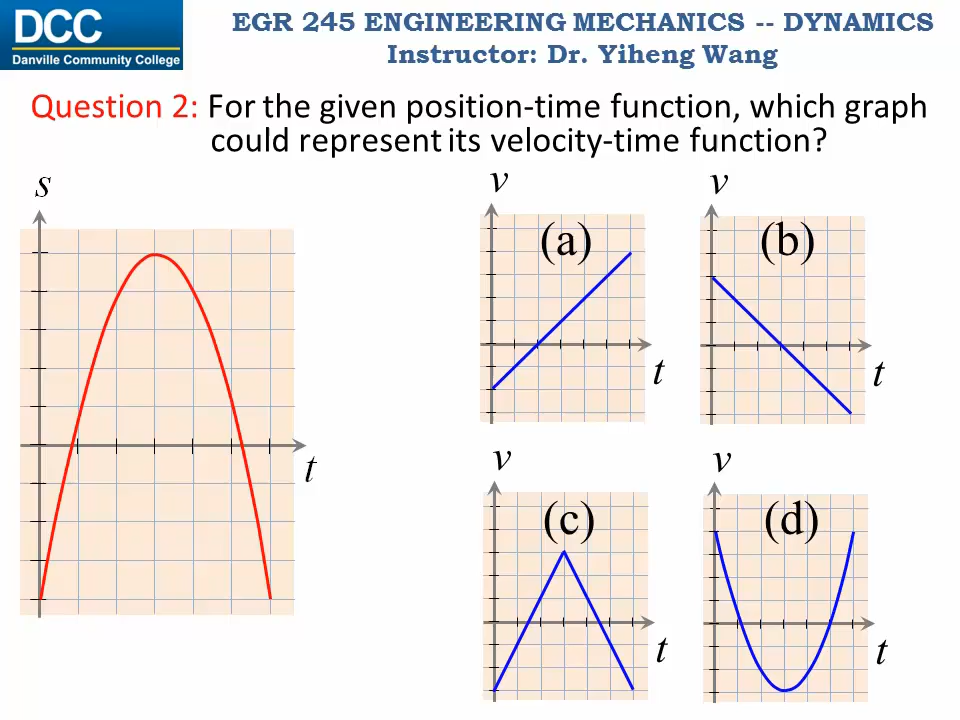 DCC
Danville Community College
EGR 245 ENGINEERING MECHANICS -- DYNAMICS
Instructor: Dr. Yiheng Wang
Question 2: For the given position-time function, which graph
could represent its velocity-time function?
s
t
v
(a)
t
v
(b)
t
v
(c)
t
v
(d)
t